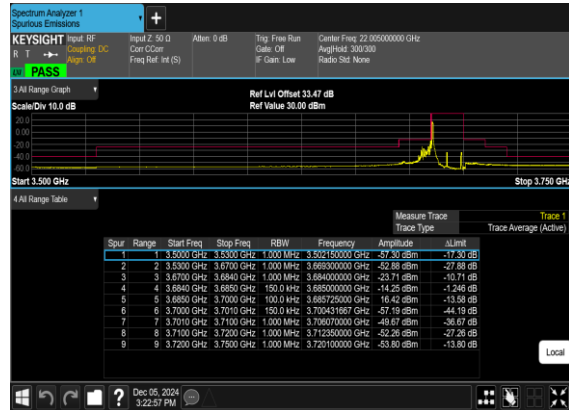 Spectrum Analyzer 1
Spurious Emissions
+
KEYSIGHT Input: RF Input Z: 50 Ω Atten: 0 dB Trig: Free Run Center Freq: 22.005000000 GHz
R T Coupling: DC Corr CCorr Gate: Off Avg|Hold: 300/300
Align: Off Freq Ref: Int (S) IF Gain: Low Radio Std: None
LW PASS
3 All Range Graph
Ref Lvl Offset 33.47 dB
Scale/Div 10.0 dB Ref Value 30.00 dBm
20.0
0.00
-20.0
-40.0
-60.0
Start 3.500 GHz Stop 3.750 GHz
4 All Range Table
Measure Trace Trace 1
Trace Type Trace Average (Active)
Spur Range Start Freq Stop Freq RBW Frequency Amplitude ΔLimit
1 1 3.5000 GHz 3.5300 GHz 1.000 MHz 3.502150000 GHz -57.30 dBm -17.30 dB
2 2 3.5300 GHz 3.6700 GHz 1.000 MHz 3.669300000 GHz -52.88 dBm -27.88 dB
3 3 3.6700 GHz 3.6840 GHz 1.000 MHz 3.684000000 GHz -23.71 dBm -10.71 dB
4 4 3.6840 GHz 3.6850 GHz 150.0 kHz 3.685000000 GHz -14.25 dBm -1.246 dB
5 5 3.6850 GHz 3.7000 GHz 100.0 kHz 3.685725000 GHz 16.42 dBm -13.58 dB
6 6 3.7000 GHz 3.7010 GHz 150.0 kHz 3.700431667 GHz -57.19 dBm -44.19 dB
7 7 3.7010 GHz 3.7100 GHz 1.000 MHz 3.706070000 GHz -49.67 dBm -36.67 dB
8 8 3.7100 GHz 3.7200 GHz 1.000 MHz 3.712350000 GHz -52.26 dBm -27.26 dB
9 9 3.7200 GHz 3.7500 GHz 1.000 MHz 3.720100000 GHz -53.80 dBm -13.80 dB
Local
? Dec 05, 2024
3:22:57 PM